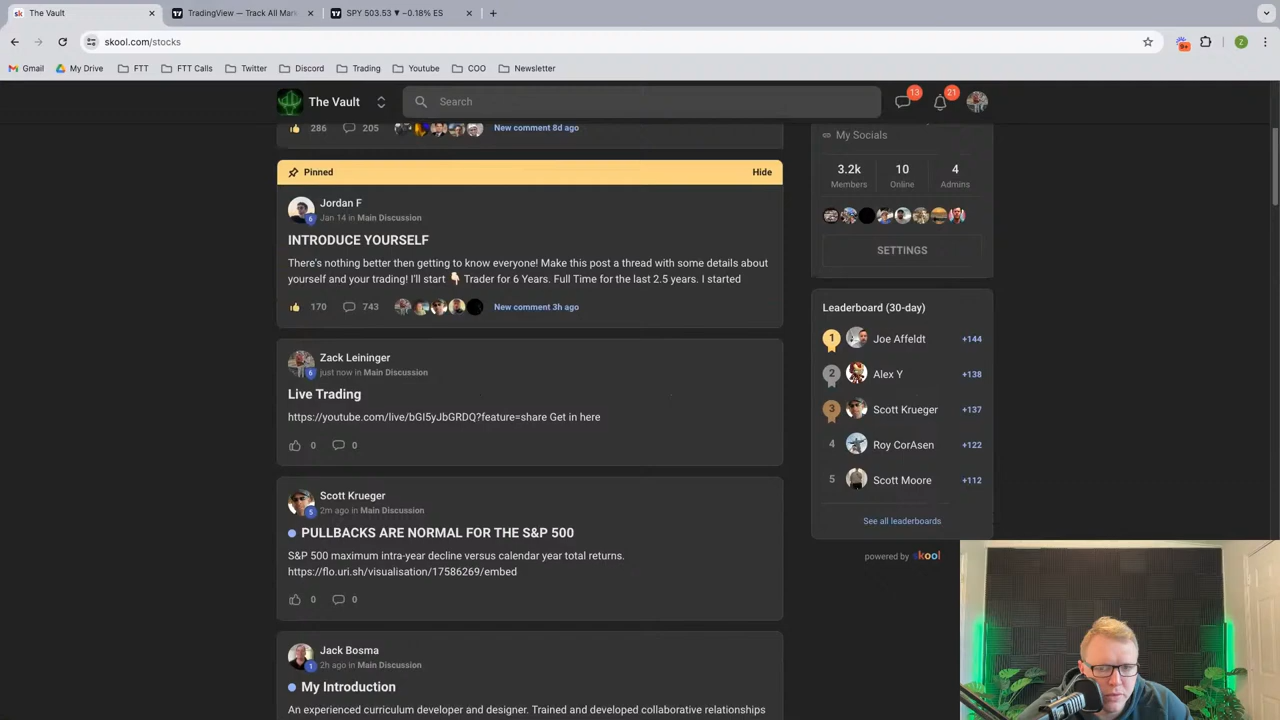 The Vault
TradingView — Track All Mark
SPY 503.53 ▼ −0.18% ES
skool.com/stocks
Gmail
My Drive
FTT
FTT Calls
Twitter
Discord
Trading
Youtube
COO
Newsletter
9+
Z
The Vault
Search
13
21
286
205
New comment 8d ago
My Socials
3.2k
10
4
Members
Online
Admins
SETTINGS
Pinned
Hide
Jordan F
6
Jan 14 in Main Discussion
INTRODUCE YOURSELF
There's nothing better then getting to know everyone! Make this post a thread with some details about
yourself and your trading! I'll start 👇🏻 Trader for 6 Years. Full Time for the last 2.5 years. I started
170
743
New comment 3h ago
Leaderboard (30-day)
1 Joe Affeldt +144
2 Alex Y +138
3 Scott Krueger +137
4 Roy CorAsen +122
5 Scott Moore +112
See all leaderboards
powered by skool
Zack Leininger
6
just now in Main Discussion
Live Trading
https://youtube.com/live/bGI5yJbGRDQ?feature=share Get in here
0
0
Scott Krueger
5
2m ago in Main Discussion
PULLBACKS ARE NORMAL FOR THE S&P 500
S&P 500 maximum intra-year decline versus calendar year total returns.
https://flo.uri.sh/visualisation/17586269/embed
0
0
Jack Bosma
1
2h ago in Main Discussion
My Introduction
An experienced curriculum developer and designer. Trained and developed collaborative relationships